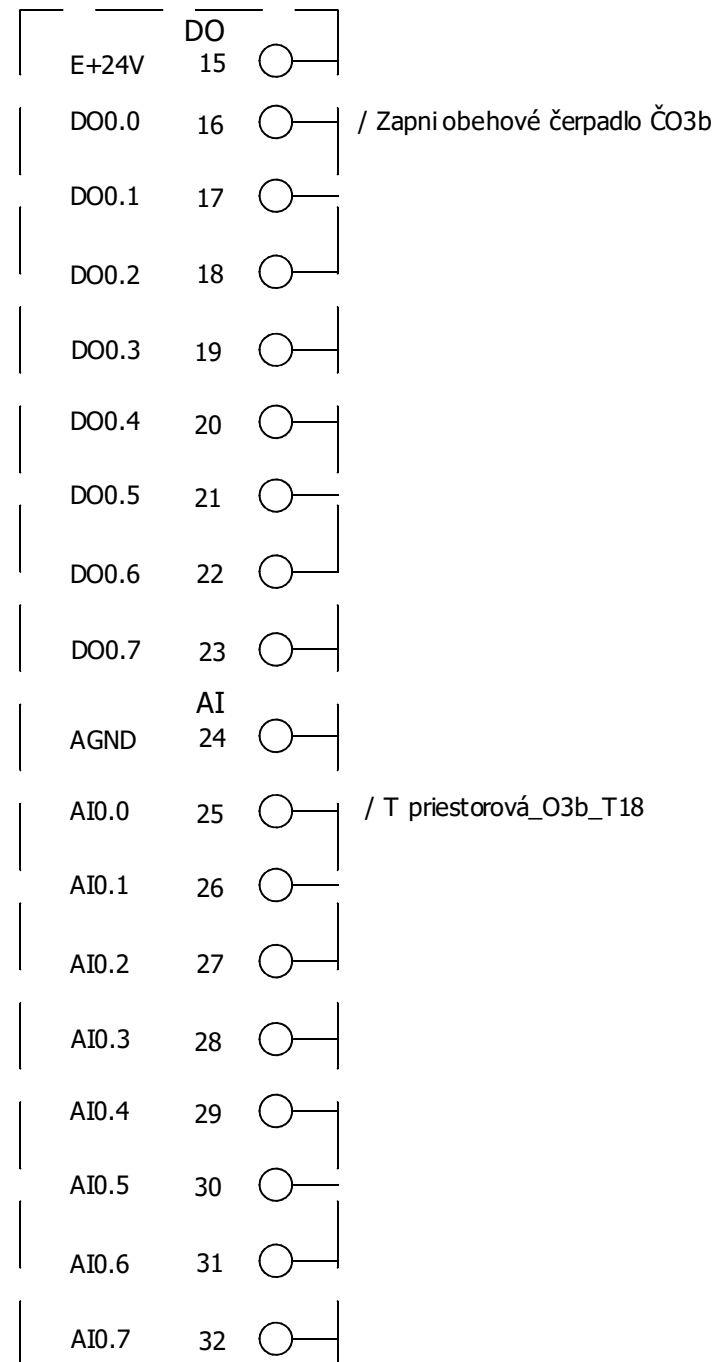 DO
E+24V 15
DO0.0 16 / Zapni obehové čerpadlo ČO3b
DO0.1 17
DO0.2 18
DO0.3 19
DO0.4 20
DO0.5 21
DO0.6 22
DO0.7 23
AI
AGND 24
AI0.0 25 / T priestorová_O3b_T18
AI0.1 26
AI0.2 27
AI0.3 28
AI0.4 29
AI0.5 30
AI0.6 31
AI0.7 32